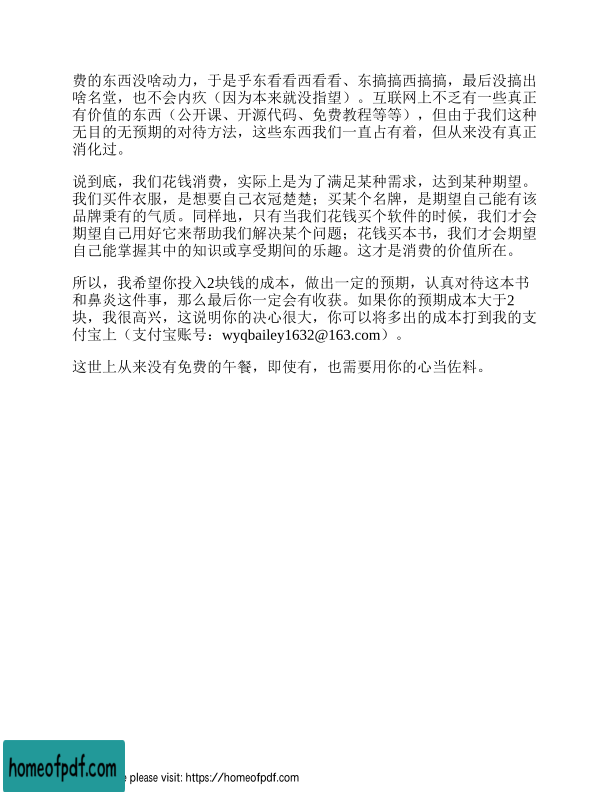 费的东西没啥动力，于是乎东看看西看看、东搞搞西搞搞，最后没搞出
啥名堂，也不会内疚（因为本来就没指望）。互联网上不乏有一些真正
有价值的东西（公开课、开源代码、免费教程等等），但由于我们这种
无目的无预期的对待方法，这些东西我们一直占有着，但从来没有真正
消化过。
说到底，我们花钱消费，实际上是为了满足某种需求，达到某种期望。
我们买件衣服，是想要自己衣冠楚楚；买某个名牌，是期望自己能有该
品牌秉有的气质。同样地，只有当我们花钱买个软件的时候，我们才会
期望自己用好它来帮助我们解决某个问题；花钱买本书，我们才会期望
自己能掌握其中的知识或享受期间的乐趣。这才是消费的价值所在。
所以，我希望你投入2块钱的成本，做出一定的预期，认真对待这本书
和鼻炎这件事，那么最后你一定会有收获。如果你的预期成本大于2
块，我很高兴，这说明你的决心很大，你可以将多出的成本打到我的支
付宝上（支付宝账号：wyqbailey1632@163.com）。
这世上从来没有免费的午餐，即使有，也需要用你的心当佐料。
homeofpdf.com
e please visit: https://homeofpdf.com